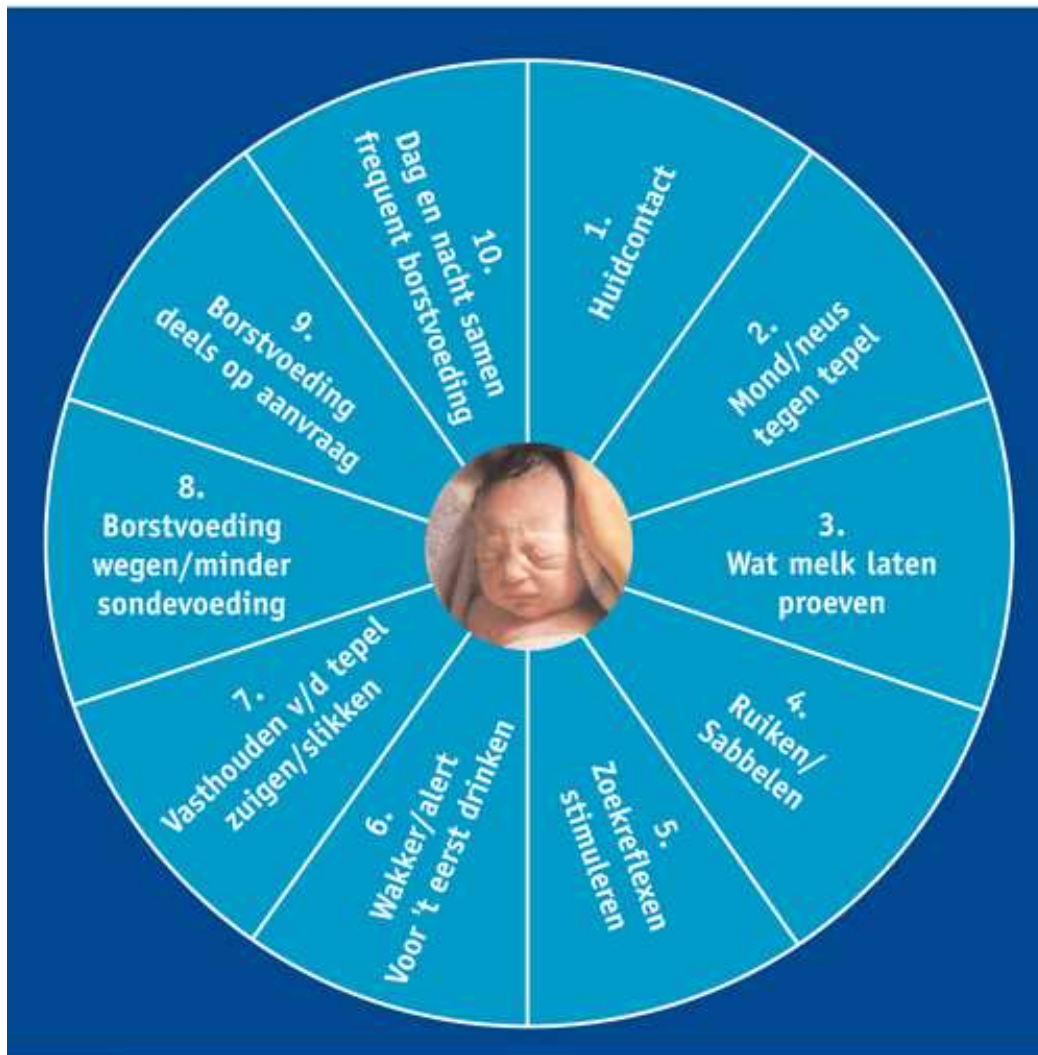 1.
Huidcontact
2.
Mond/neus
tegen tepel
3.
Wat melk laten
proeven
4.
Ruiken/
Sabbelen
5.
Zoekreflexen
stimuleren
6.
Wakker/alert
Voor 't eerst drinken
7.
Vasthouden v/d tepel
zuigen/slikken
8.
Borstvoeding
wegen/minder
sondevoeding
9.
Borstvoeding
deels op aanvraag
10.
Dag en nacht samen
frequent borstvoeding